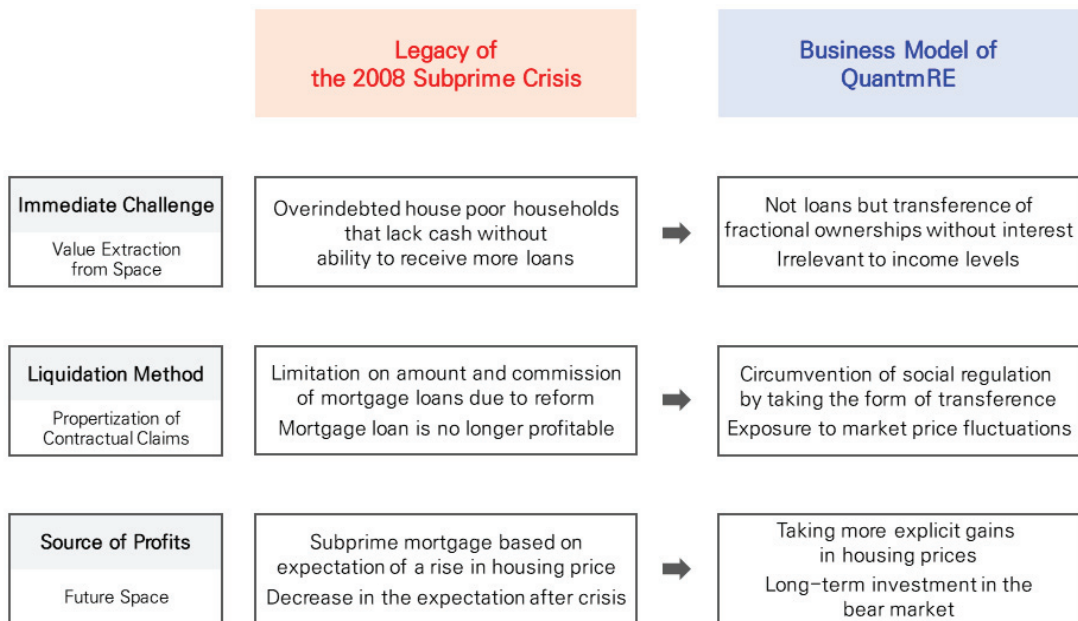 Legacy of
the 2008 Subprime Crisis
Business Model of
QuantmRE
Immediate Challenge
Value Extraction
from Space
Overindebted house poor households
that lack cash without
ability to receive more loans
Not loans but transference of
fractional ownerships without interest
Irrelevant to income levels
Liquidation Method
Propertization of
Contractual Claims
Limitation on amount and commission
of mortgage loans due to reform
Mortgage loan is no longer profitable
Circumvention of social regulation
by taking the form of transference
Exposure to market price fluctuations
Source of Profits
Future Space
Subprime mortgage based on
expectation of a rise in housing price
Decrease in the expectation after crisis
Taking more explicit gains
in housing prices
Long-term investment in the
bear market